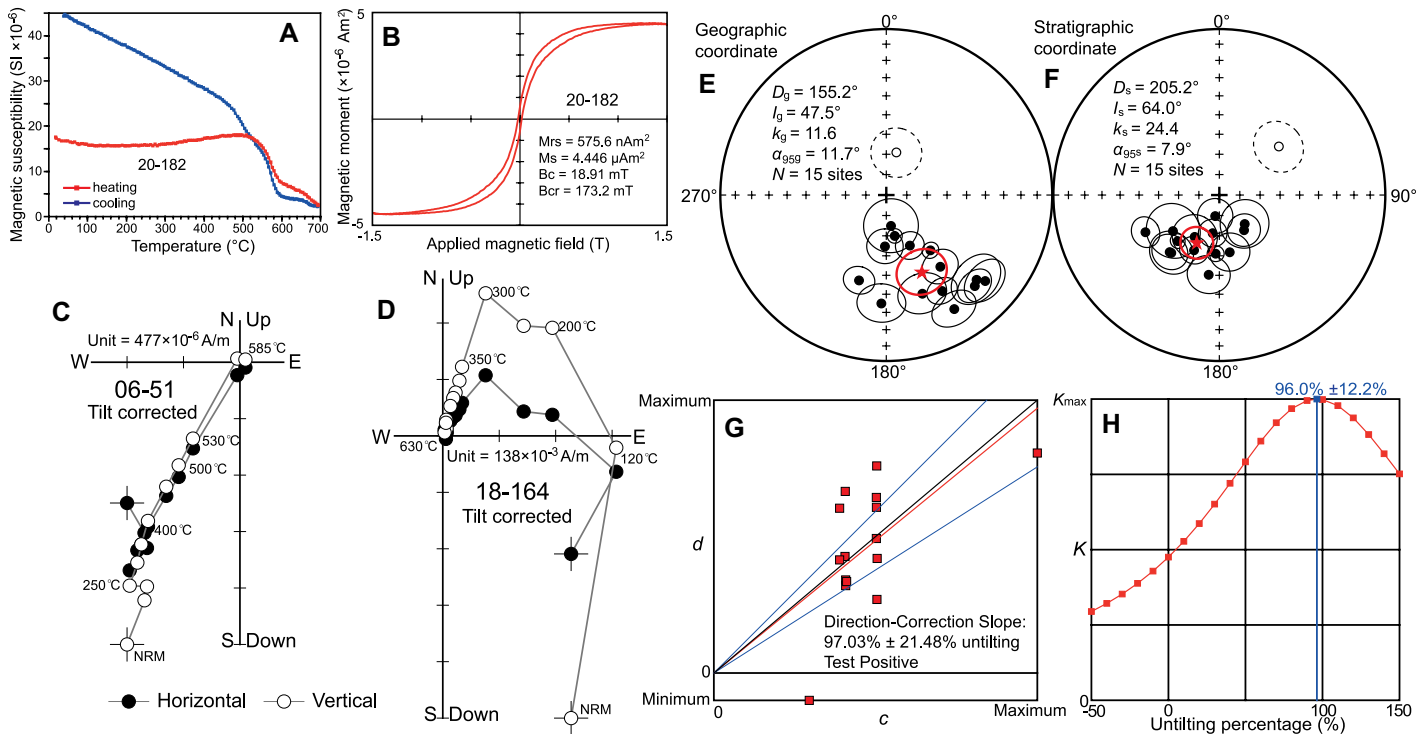 A
Magnetic susceptibility (SI ×10⁻⁶)
45
40
30
20
10
0
20-182
heating
cooling
0 100 200 300 400 500 600 700
Temperature (°C)
B
Magnetic moment (×10⁻⁶ Am²)
5
20-182
Mrs = 575.6 nAm²
Ms = 4.446 µAm²
Bc = 18.91 mT
Bcr = 173.2 mT
-5
-1.5
1.5
Applied magnetic field (T)
C
N Up
Unit = 477×10⁻⁶ A/m
585℃
W
E
06-51
Tilt corrected
530℃
500℃
400℃
250℃
NRM
S Down
Horizontal
Vertical
D
N Up
300℃
200℃
350℃
W
E
630℃
Unit = 138×10⁻³ A/m
120℃
18-164
Tilt corrected
NRM
S Down
Geographic
coordinate
0°
E
Dg = 155.2°
Ig = 47.5°
kg = 11.6
α95g = 11.7°
N = 15 sites
270°
180°
Stratigraphic
coordinate
0°
F
Ds = 205.2°
Is = 64.0°
ks = 24.4
α95s = 7.9°
N = 15 sites
90°
180°
G
Maximum
d
0
Minimum
Direction-Correction Slope:
97.03% ± 21.48% untilting
Test Positive
0
c
Maximum
96.0% ±12.2%
Kmax
H
K
0
-50 0 100 150
Untilting percentage (%)